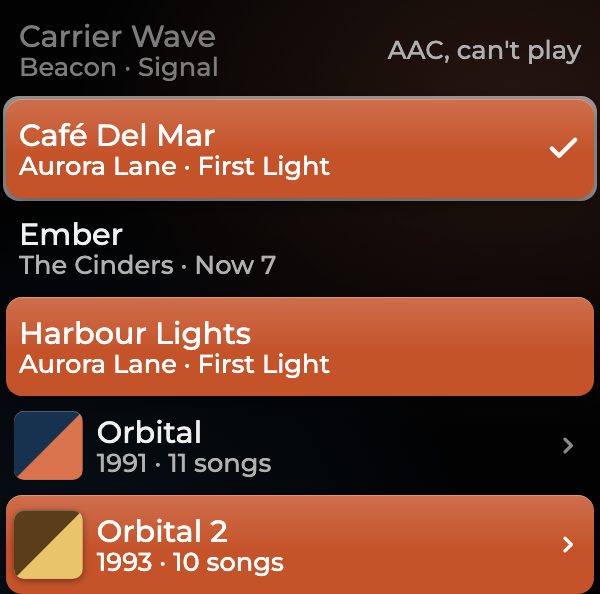 Carrier Wave
Beacon · Signal
AAC, can't play
Café Del Mar
Aurora Lane · First Light
Ember
The Cinders · Now 7
Harbour Lights
Aurora Lane · First Light
Orbital
1991 · 11 songs
Orbital 2
1993 · 10 songs